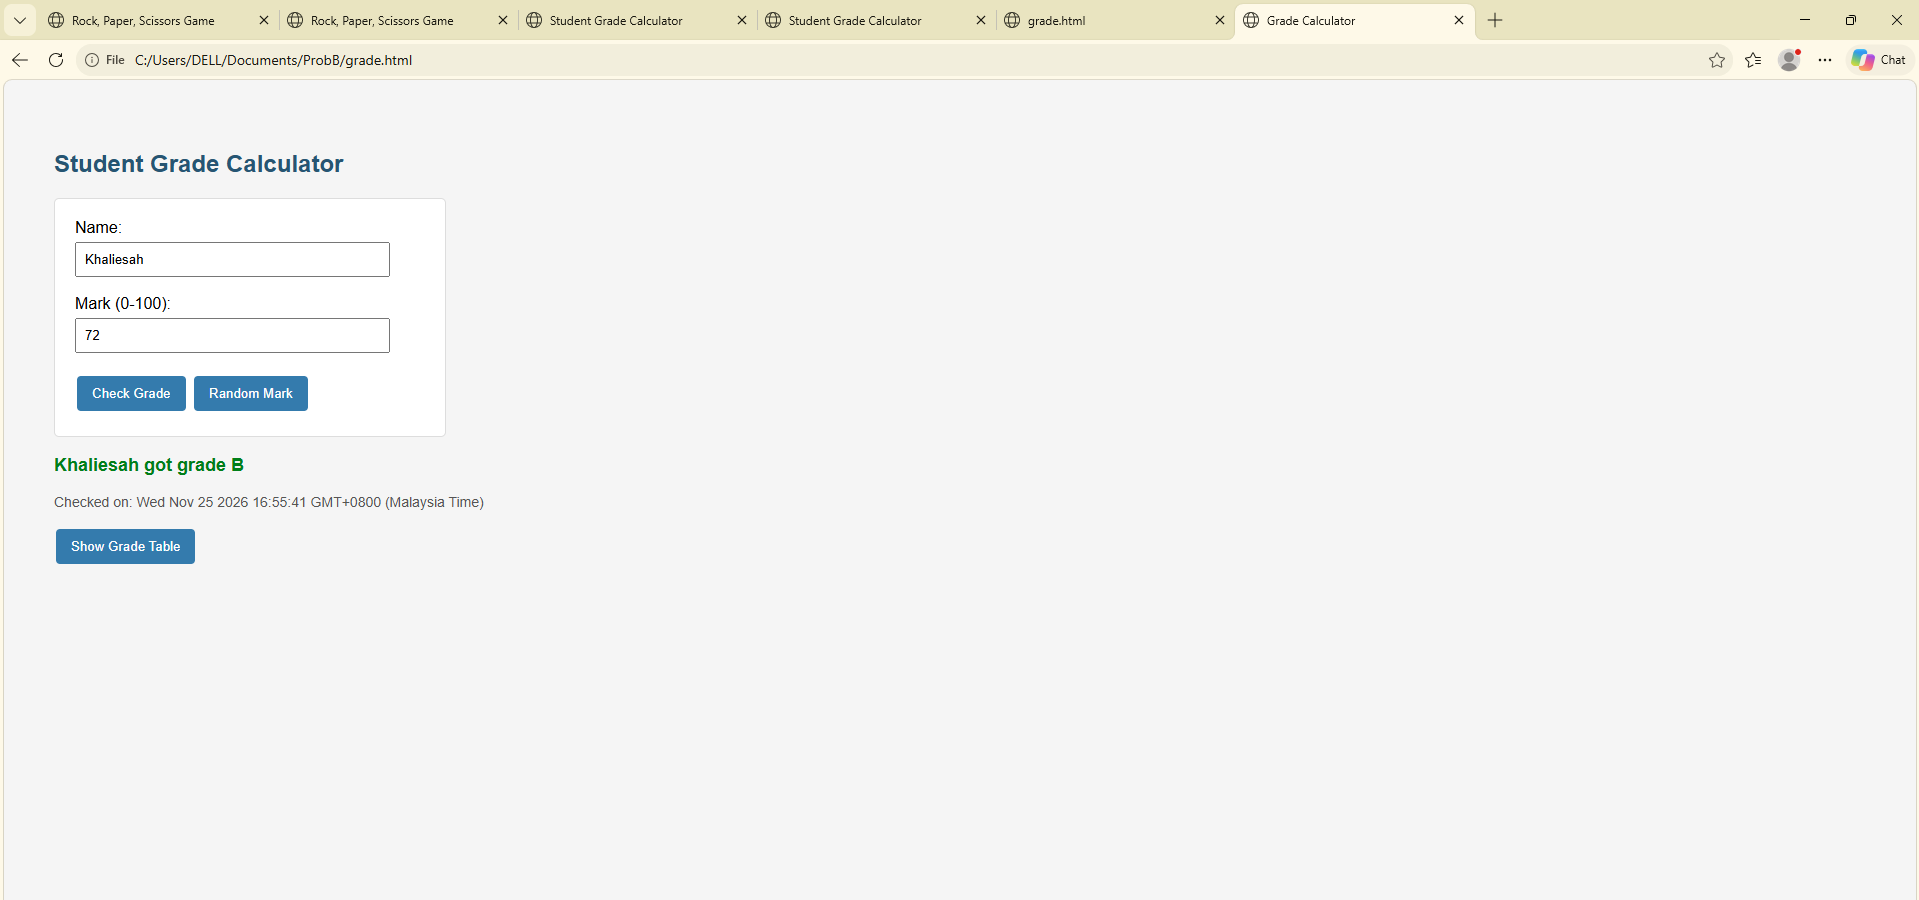 Rock, Paper, Scissors Game
Rock, Paper, Scissors Game
Student Grade Calculator
Student Grade Calculator
grade.html
Grade Calculator
File C:/Users/DELL/Documents/ProbB/grade.html
Chat
Student Grade Calculator
Name:
Khaliesah
Mark (0-100):
72
Check Grade Random Mark
Khaliesah got grade B
Checked on: Wed Nov 25 2026 16:55:41 GMT+0800 (Malaysia Time)
Show Grade Table